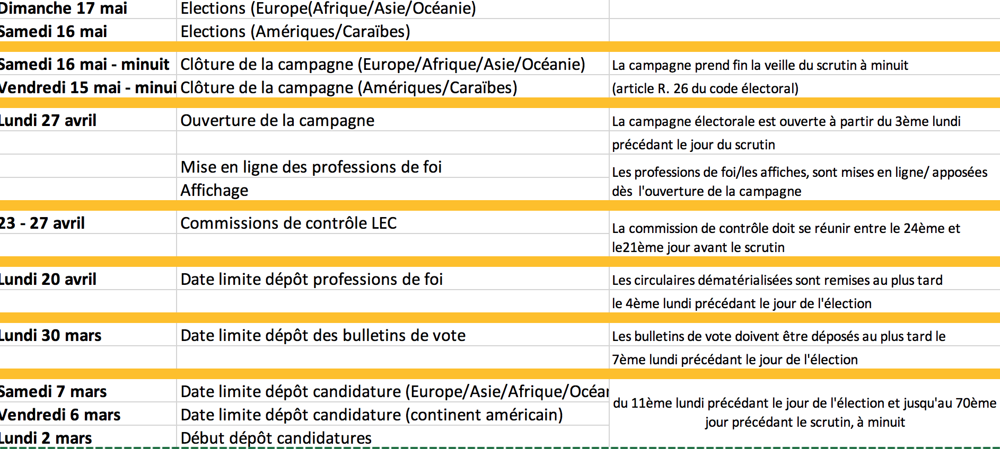 Dimanche 17 mai Elections (Europe(Afrique/Asie/Océanie)
Samedi 16 mai Elections (Amériques/Caraïbes)
Samedi 16 mai - minuit Clôture de la campagne (Europe/Afrique/Asie/Océanie) La campagne prend fin la veille du scrutin à minuit
Vendredi 15 mai - minui Clôture de la campagne (Amériques/Caraïbes) (article R. 26 du code électoral)
Lundi 27 avril Ouverture de la campagne La campagne électorale est ouverte à partir du 3ème lundi
précédant le jour du scrutin
Mise en ligne des professions de foi
Affichage
Les professions de foi/les affiches, sont mises en ligne/ apposées
dès l'ouverture de la campagne
23 - 27 avril Commissions de contrôle LEC
La commission de contrôle doit se réunir entre le 24ème et
le21ème jour avant le scrutin
Lundi 20 avril Date limite dépôt professions de foi Les circulaires dématérialisées sont remises au plus tard
le 4ème lundi précédant le jour de l'élection
Lundi 30 mars Date limite dépôt des bulletins de vote Les bulletins de vote doivent être déposés au plus tard le
7ème lundi précédant le jour de l'élection
Samedi 7 mars Date limite dépôt candidature (Europe/Asie/Afrique/Océan
Vendredi 6 mars Date limite dépôt candidature (continent américain)
Lundi 2 mars Début dépôt candidatures
du 11ème lundi précédant le jour de l'élection et jusqu'au 70ème
jour précédant le scrutin, à minuit